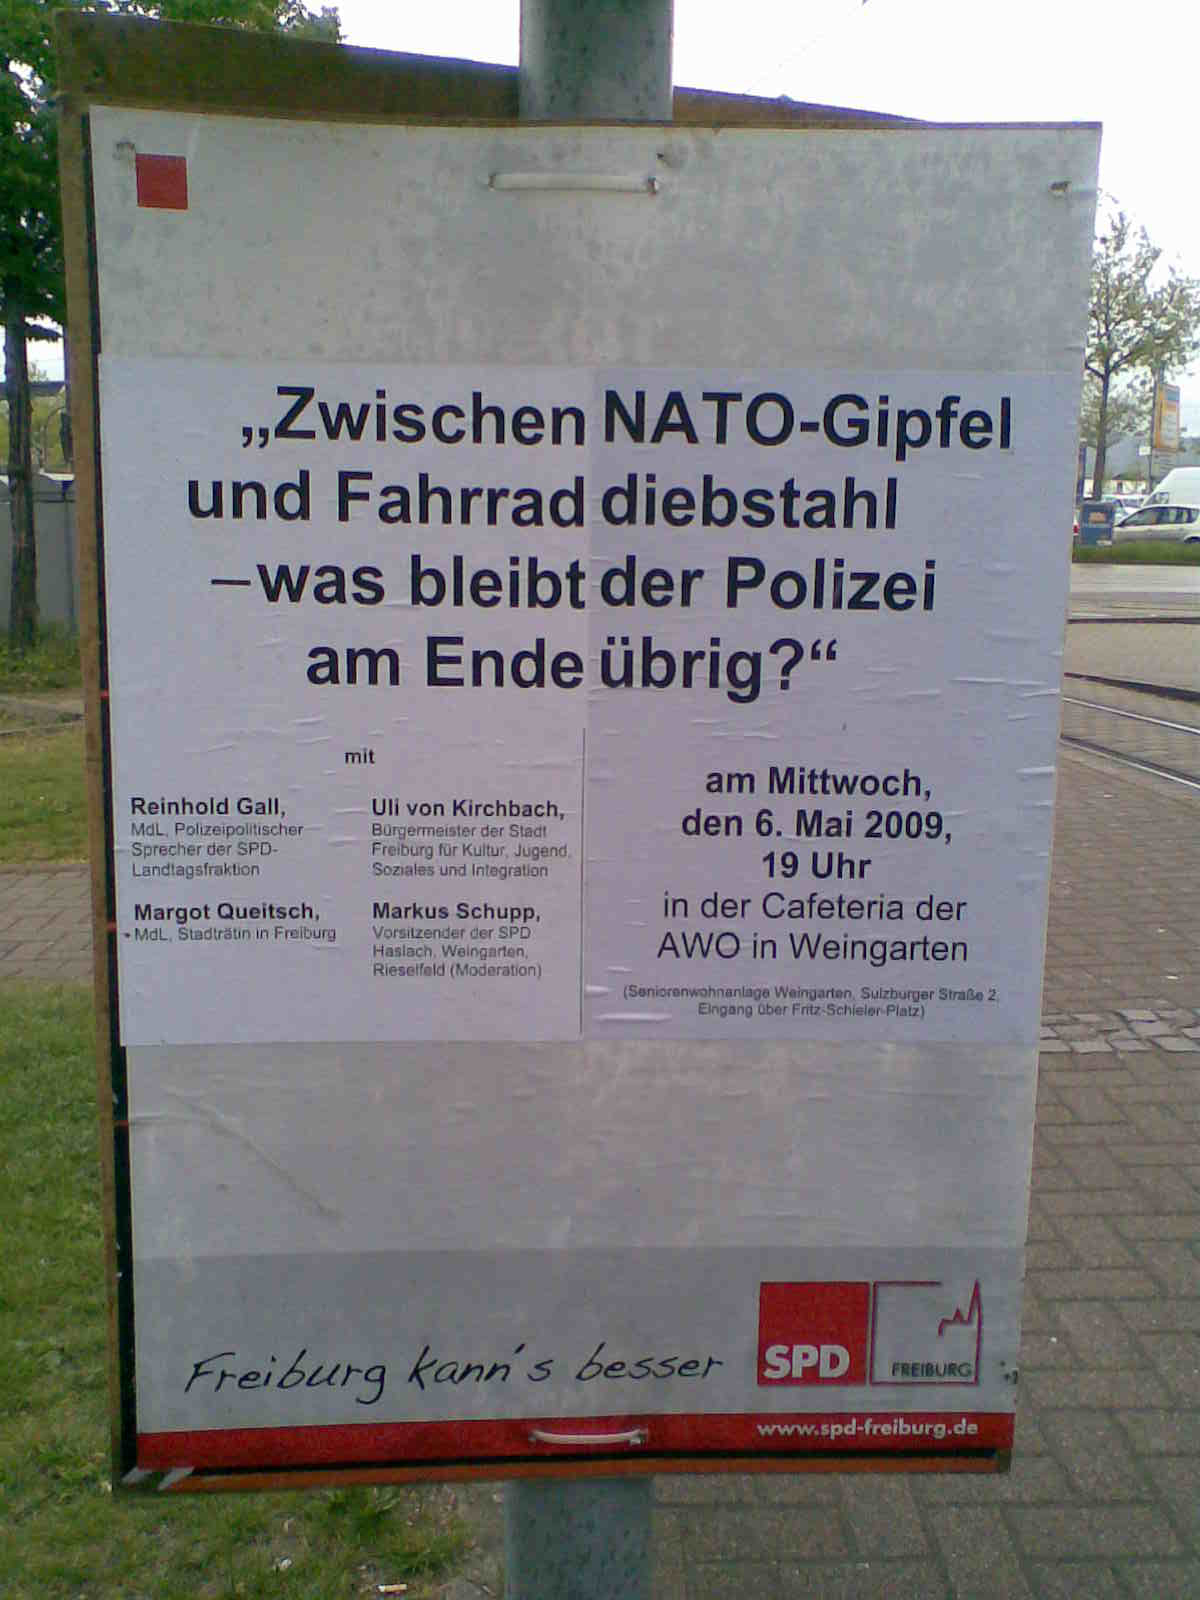 „Zwischen NATO-Gipfel
und Fahrraddiebstahl
–was bleibt der Polizei
am Ende übrig?“
mit
Reinhold Gall,
MdL, Polizeipolitischer
Sprecher der SPD-
Landtagsfraktion
Uli von Kirchbach,
Bürgermeister der Stadt
Freiburg für Kultur, Jugend,
Soziales und Integration
Margot Queitsch,
MdL, Stadträtin in Freiburg
Markus Schupp,
Vorsitzender der SPD
Haslach, Weingarten,
Rieselfeld (Moderation)
am Mittwoch,
den 6. Mai 2009,
19 Uhr
in der Cafeteria der
AWO in Weingarten
(Seniorenwohnanlage Weingarten, Sulzburger Straße 2,
Eingang über Fritz-Schieler-Platz)
Freiburg kann's besser
SPD
FREIBURG
www.spd-freiburg.de